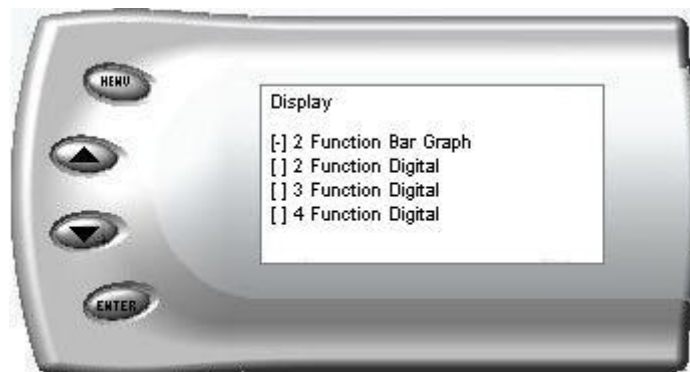 MENU
Display
[-] 2 Function Bar Graph
[ ] 2 Function Digital
[ ] 3 Function Digital
[ ] 4 Function Digital
ENTER